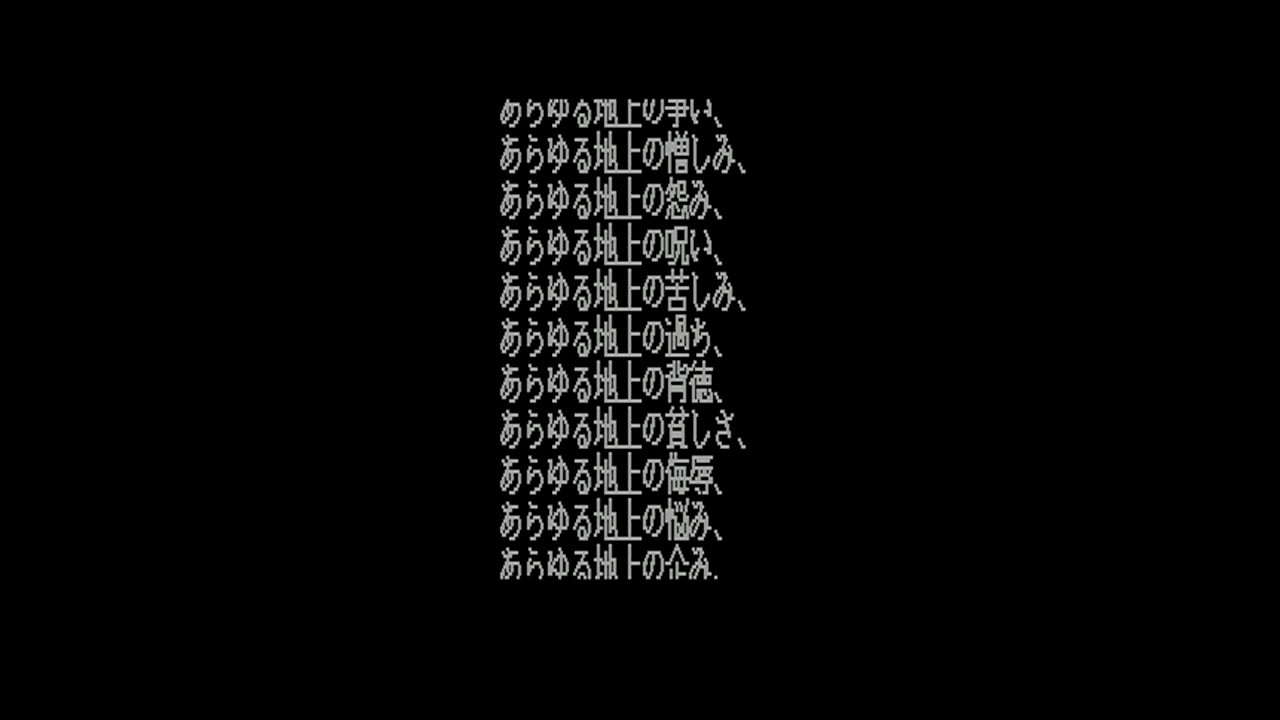 あらゆる地上の争い、
あらゆる地上の憎しみ、
あらゆる地上の怨み、
あらゆる地上の呪い、
あらゆる地上の苦しみ、
あらゆる地上の過ち、
あらゆる地上の背徳、
あらゆる地上の貧しさ、
あらゆる地上の侮辱、
あらゆる地上の悩み、
あらゆる地上の企み、